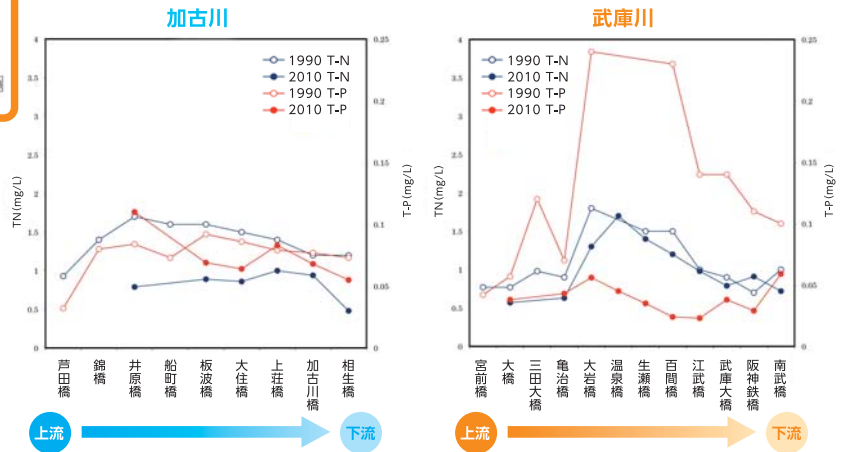 加古川
4
3.5
3
2.5
2
1.5
1
0.5
0
TN(mg/L)
0.25
0.2
0.15
0.1
0.05
0
T-P(mg/L)
1990 T-N
2010 T-N
1990 T-P
2010 T-P
芦田橋
錦橋
井原橋
船町橋
板波橋
大住橋
上荘橋
加古川橋
相生橋
上流
下流
武庫川
4
3.5
3
2.5
2
1.5
1
0.5
0
TN(mg/L)
0.25
0.2
0.15
0.1
0.05
0
T-P(mg/L)
1990 T-N
2010 T-N
1990 T-P
2010 T-P
宮前橋
大橋
三田大橋
亀治橋
大岩橋
温泉橋
生瀬橋
百間橋
江武橋
武庫大橋
阪神鉄橋
南武橋
上流
下流